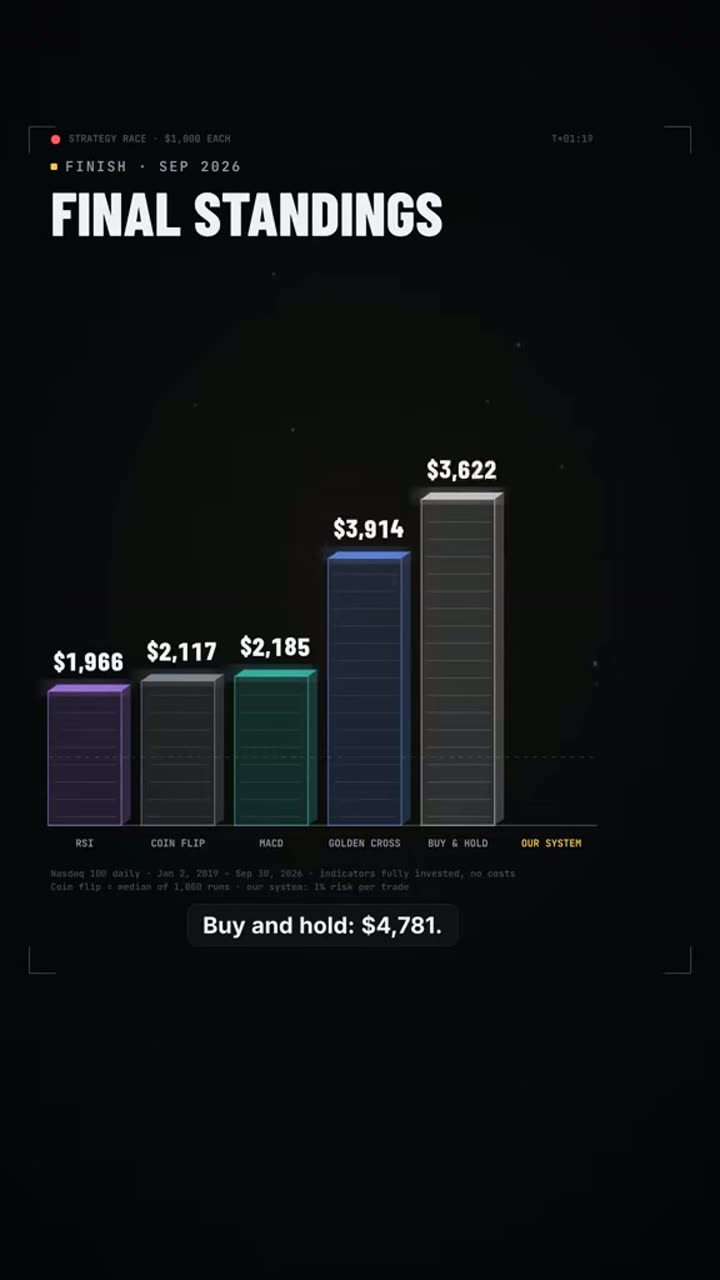 STRATEGY RACE · $1,000 EACH
T+01:19
FINISH · SEP 2026
FINAL STANDINGS
$3,622
$3,914
$2,185
$2,117
$1,966
RSI
COIN FLIP
MACD
GOLDEN CROSS
BUY & HOLD
OUR SYSTEM
Nasdaq 100 daily · Jan 2, 2019 – Sep 30, 2026 · indicators fully invested, no costs
Coin flip = median of 1,000 runs · our system: 1% risk per trade
Buy and hold: $4,781.